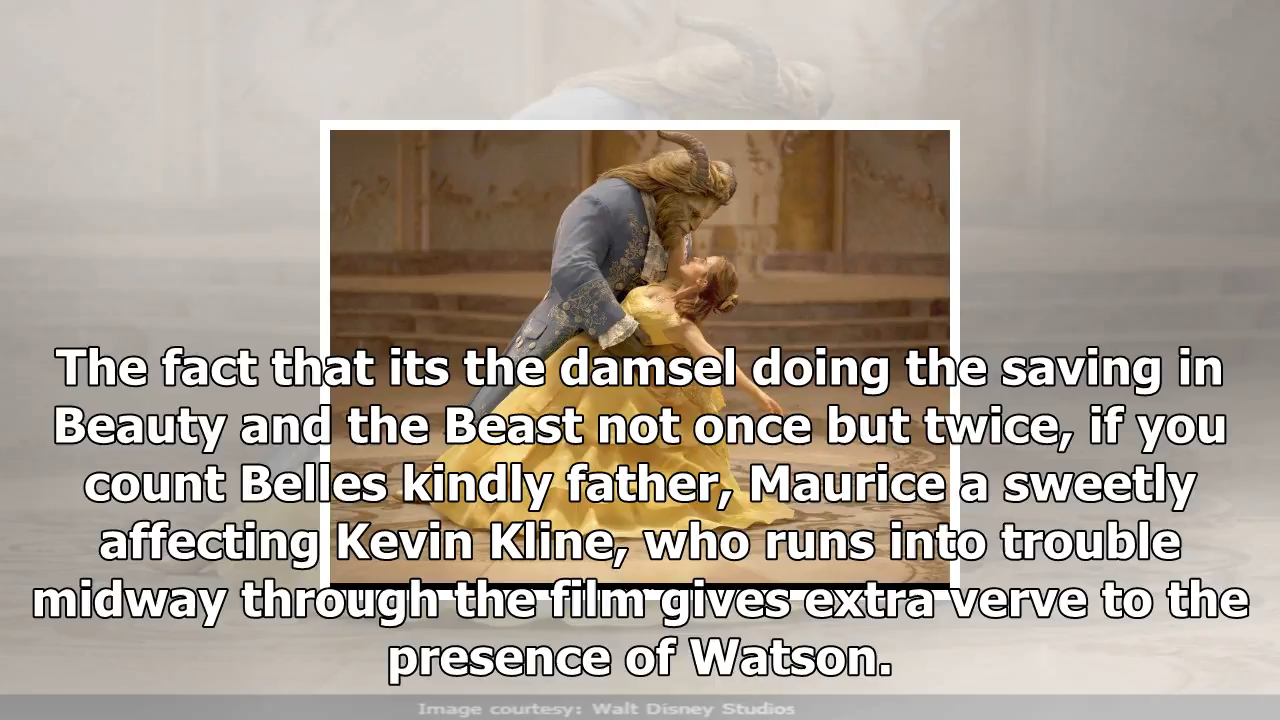 The fact that its the damsel doing the saving in
Beauty and the Beast not once but twice, if you
count Belles kindly father, Maurice a sweetly
affecting Kevin Kline, who runs into trouble
midway through the film gives extra verve to the
presence of Watson.
Image courtesy: Walt Disney Studios